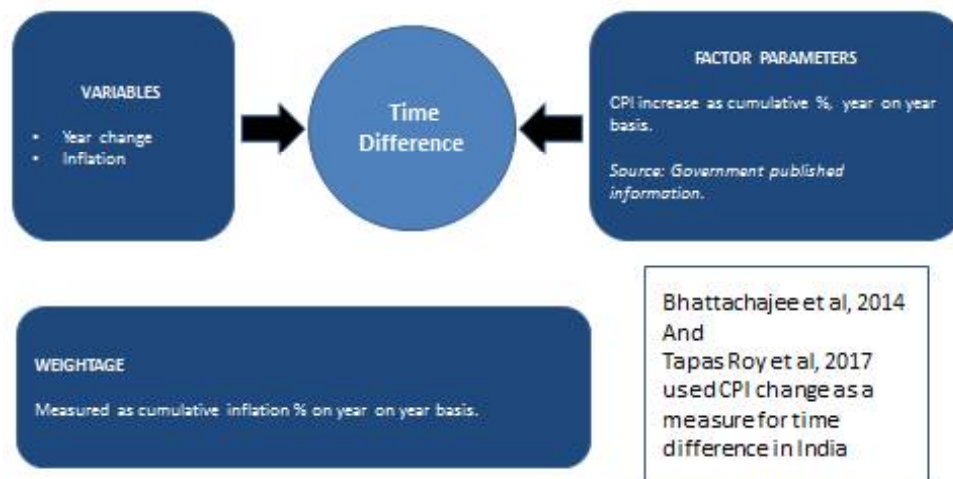 VARIABLES
• Year change
• Inflation
Time
Difference
FACTOR PARAMETERS
CPI increase as cumulative %, year on year
basis.
Source: Government published
information.
WEIGHTAGE
Measured as cumulative inflation % on year on year basis.
Bhattachajee et al, 2014
And
Tapas Roy et al, 2017
used CPI change as a
measure for time
difference in India